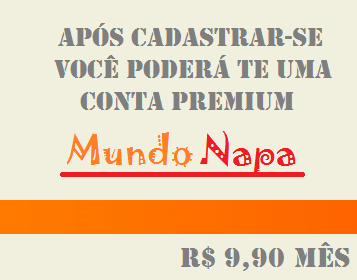 APÓS CADASTRAR-SE
VOCÊ PODERÁ TE UMA
CONTA PREMIUM
Mundo Napa
R$ 9,90 MÊS